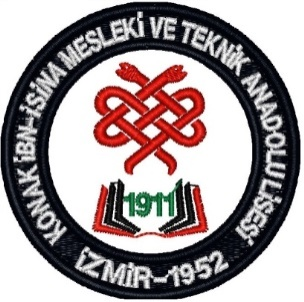 KONAK İBN-İSİNA MESLEKİ VE TEKNİK ANADOLU LİSESİ
1911
İZMİR-1952